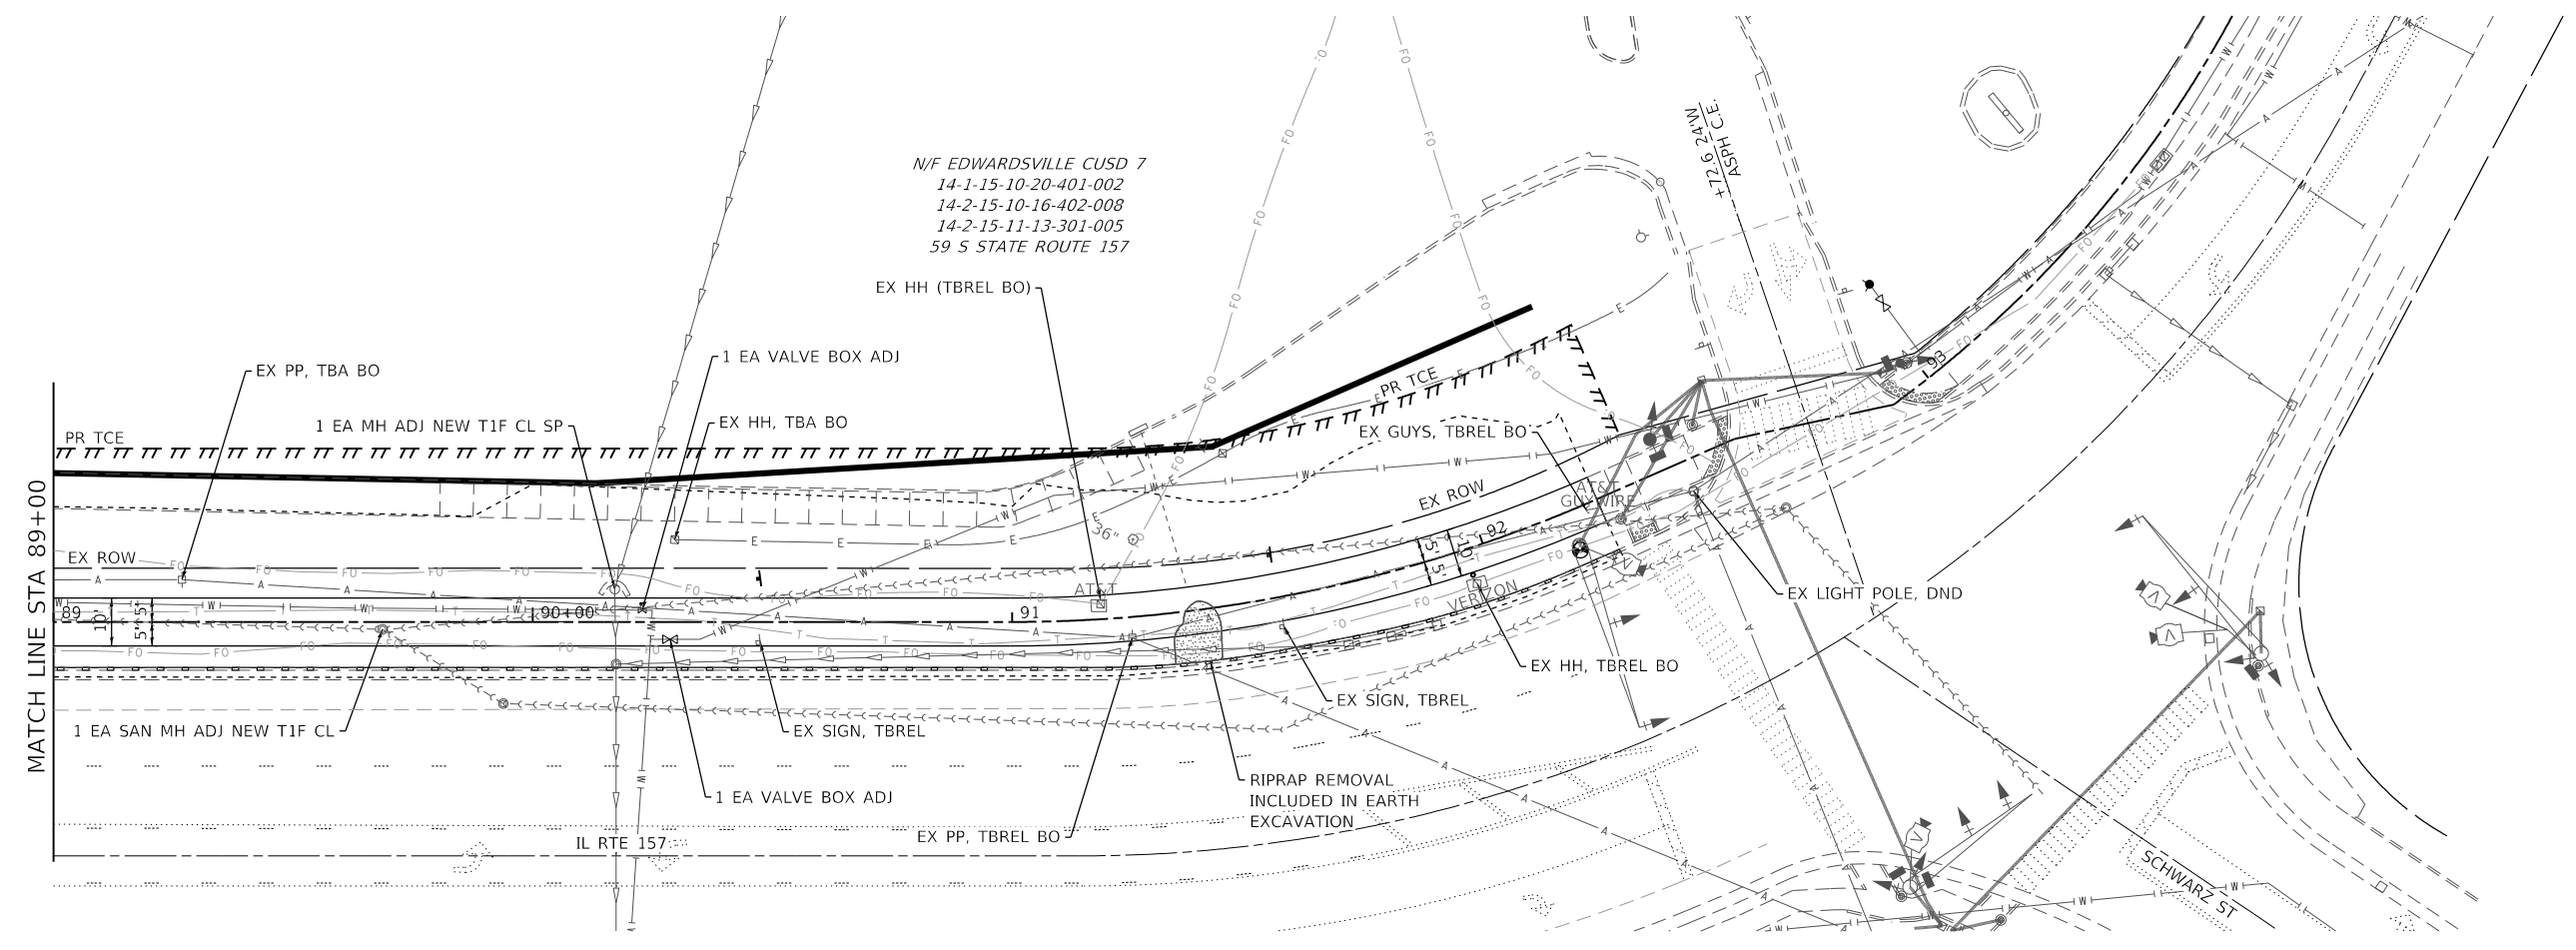 N/F EDWARDSVILLE CUSD 7
14-1-15-10-20-401-002
14-2-15-10-16-402-008
14-2-15-11-13-301-005
59 S STATE ROUTE 157
+72.6 24'W
ASPH C.E.
EX HH (TBREL BO)
1 EA VALVE BOX ADJ
EX PP, TBA BO
EX HH, TBA BO
1 EA MH ADJ NEW T1F CL SP
PR TCE
PR TCE
EX GUYS, TBREL BO
93
MATCH LINE STA 89+00
EX ROW
EX ROW
AT&T
GUYWIRE
36"
92
5'
5'
10'
AT&T
VERIZON
EX LIGHT POLE, DND
89
10'
5'
5'
90+00
91
EX HH, TBREL BO
EX SIGN, TBREL
1 EA SAN MH ADJ NEW T1F CL
EX SIGN, TBREL
1 EA VALVE BOX ADJ
RIPRAP REMOVAL
INCLUDED IN EARTH
EXCAVATION
EX PP, TBREL BO
IL RTE 157
SCHWARZ ST